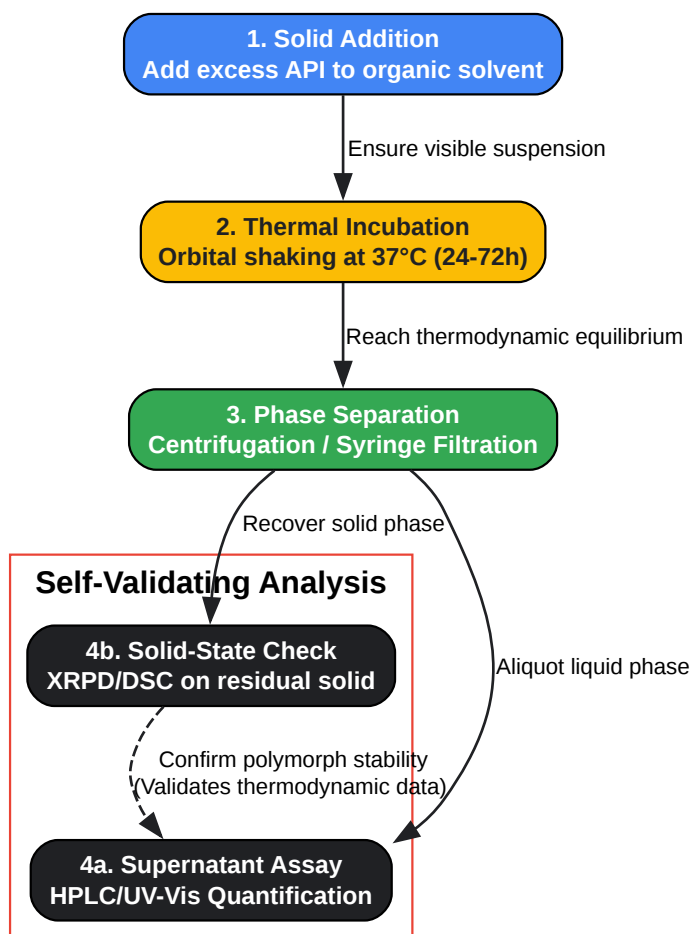 1. Solid Addition
Add excess API to organic solvent
Ensure visible suspension
2. Thermal Incubation
Orbital shaking at 37°C (24-72h)
Reach thermodynamic equilibrium
3. Phase Separation
Centrifugation / Syringe Filtration
Recover solid phase
Self-Validating Analysis
4b. Solid-State Check
XRPD/DSC on residual solid
Aliquot liquid phase
Confirm polymorph stability
(Validates thermodynamic data)
4a. Supernatant Assay
HPLC/UV-Vis Quantification